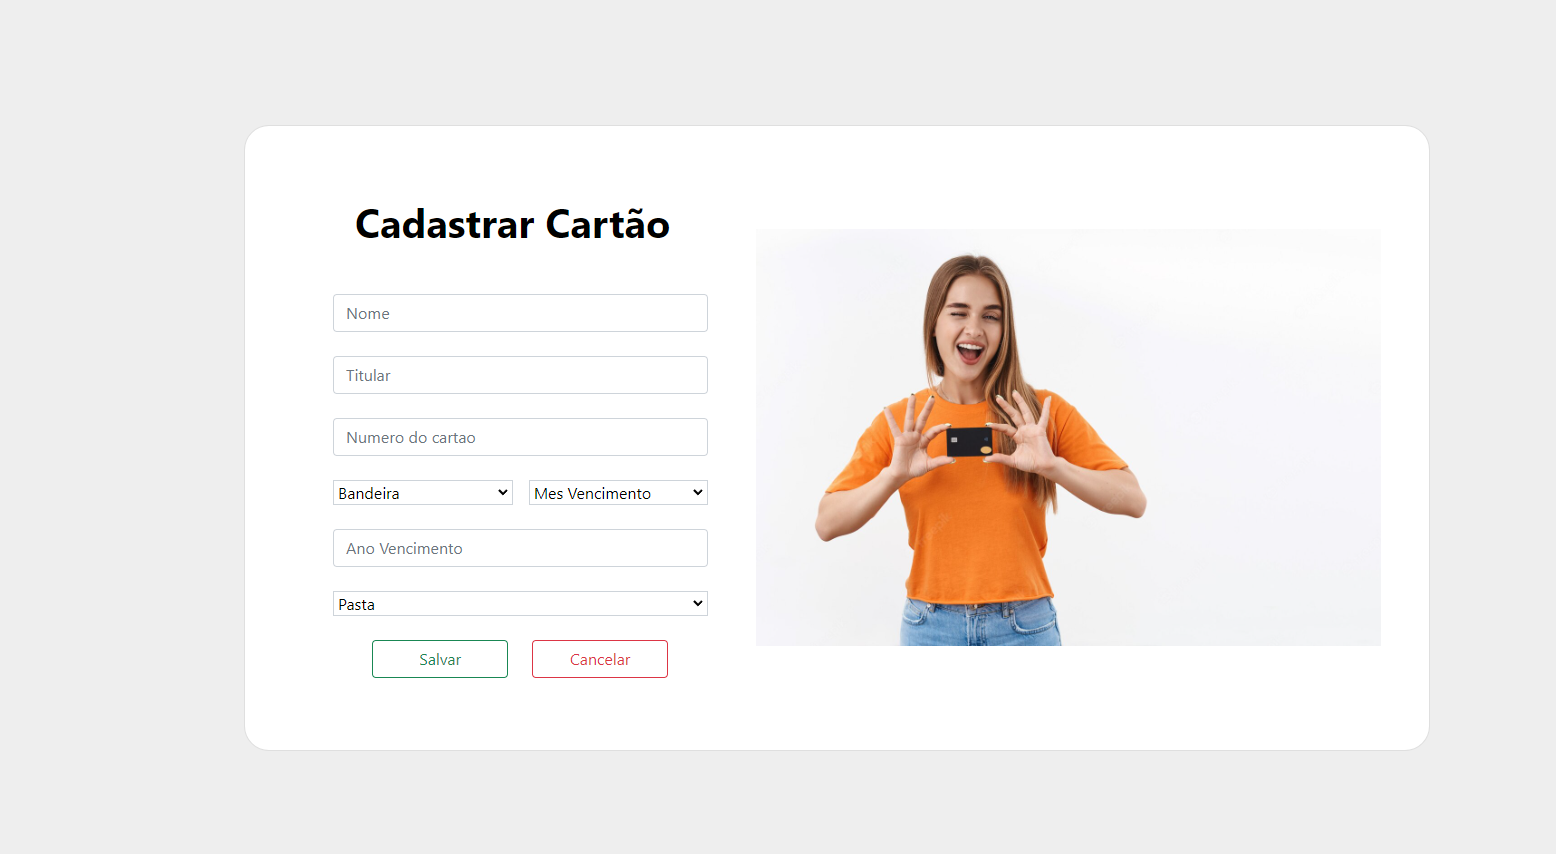 Cadastrar Cartão
Nome
Titular
Numero do cartao
Bandeira
Mes Vencimento
Ano Vencimento
Pasta
Salvar
Cancelar